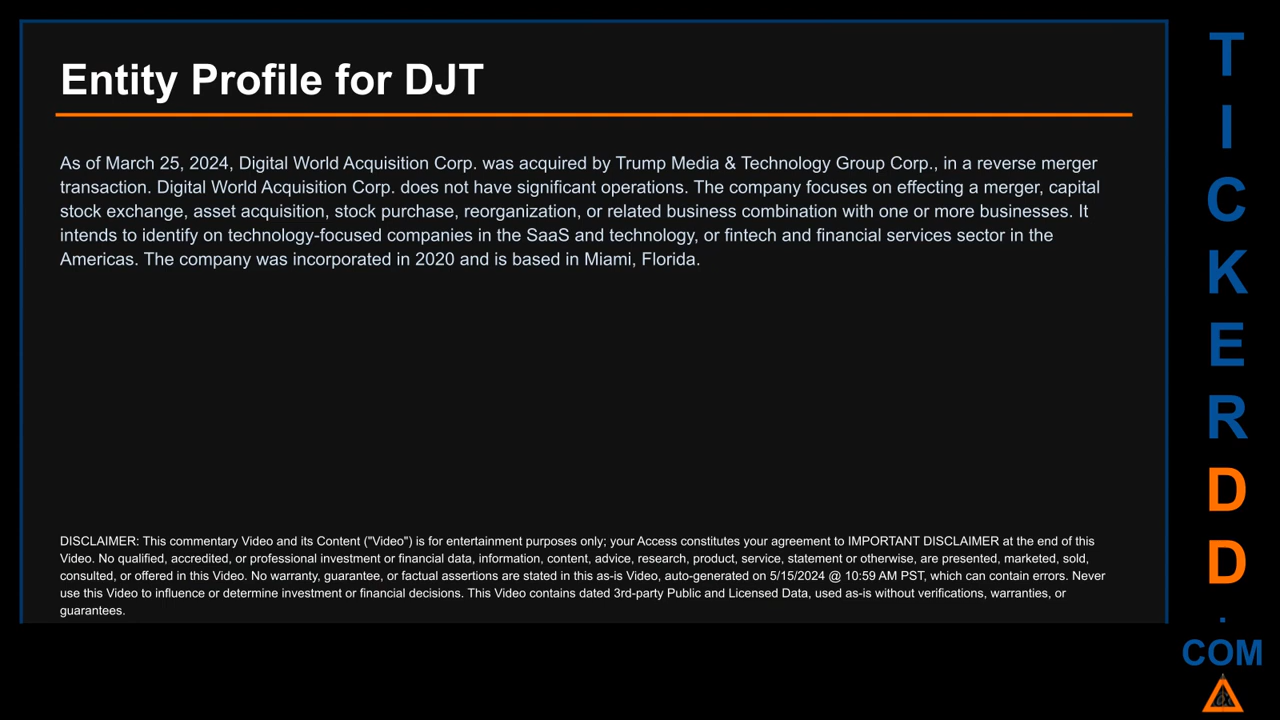 Entity Profile for DJT
As of March 25, 2024, Digital World Acquisition Corp. was acquired by Trump Media & Technology Group Corp., in a reverse merger
transaction. Digital World Acquisition Corp. does not have significant operations. The company focuses on effecting a merger, capital
stock exchange, asset acquisition, stock purchase, reorganization, or related business combination with one or more businesses. It
intends to identify on technology-focused companies in the SaaS and technology, or fintech and financial services sector in the
Americas. The company was incorporated in 2020 and is based in Miami, Florida.
DISCLAIMER: This commentary Video and its Content ("Video") is for entertainment purposes only; your Access constitutes your agreement to IMPORTANT DISCLAIMER at the end of this
Video. No qualified, accredited, or professional investment or financial data, information, content, advice, research, product, service, statement or otherwise, are presented, marketed, sold,
consulted, or offered in this Video. No warranty, guarantee, or factual assertions are stated in this as-is Video, auto-generated on 5/15/2024 @ 10:59 AM PST, which can contain errors. Never
use this Video to influence or determine investment or financial decisions. This Video contains dated 3rd-party Public and Licensed Data, used as-is without verifications, warranties, or
guarantees.
T
I
C
K
E
R
D
D
.
COM